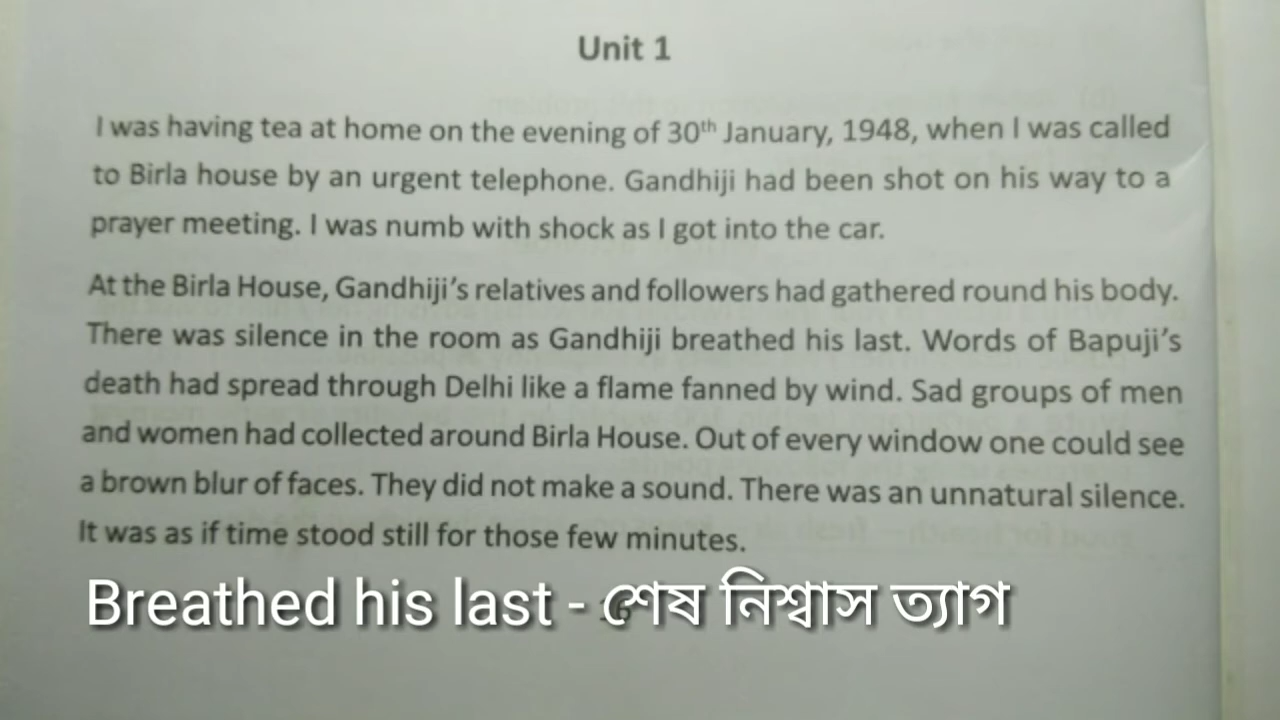 Unit 1
I was having tea at home on the evening of 30th January, 1948, when I was called
to Birla house by an urgent telephone. Gandhiji had been shot on his way to a
prayer meeting. I was numb with shock as I got into the car.
At the Birla House, Gandhiji's relatives and followers had gathered round his body.
There was silence in the room as Gandhiji breathed his last. Words of Bapuji's
death had spread through Delhi like a flame fanned by wind. Sad groups of men
and women had collected around Birla House. Out of every window one could see
a brown blur of faces. They did not make a sound. There was an unnatural silence.
It was as if time stood still for those few minutes.
Breathed his last - শেষ নিশ্বাস ত্যাগ